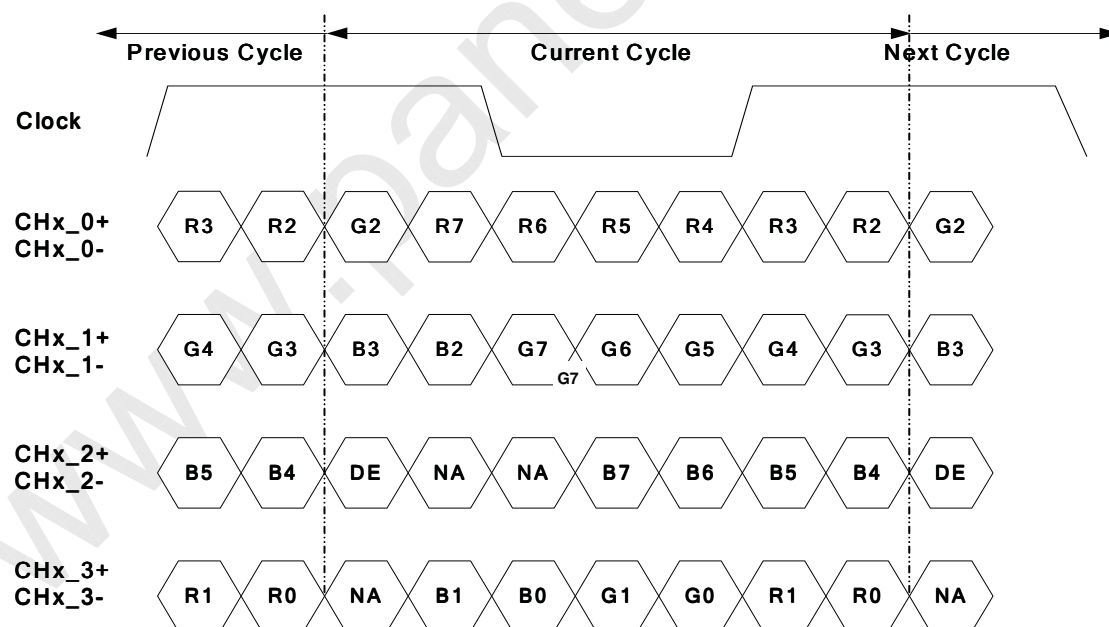 Previous Cycle Current Cycle Next Cycle
Clock
CHx_0+
CHx_0-
R3 R2 G2 R7 R6 R5 R4 R3 R2 G2
CHx_1+
CHx_1-
G4 G3 B3 B2 G7 G6 G5 G4 G3 B3
G7
CHx_2+
CHx_2-
B5 B4 DE NA NA B7 B6 B5 B4 DE
CHx_3+
CHx_3-
R1 R0 NA B1 B0 G1 G0 R1 R0 NA
www.pane